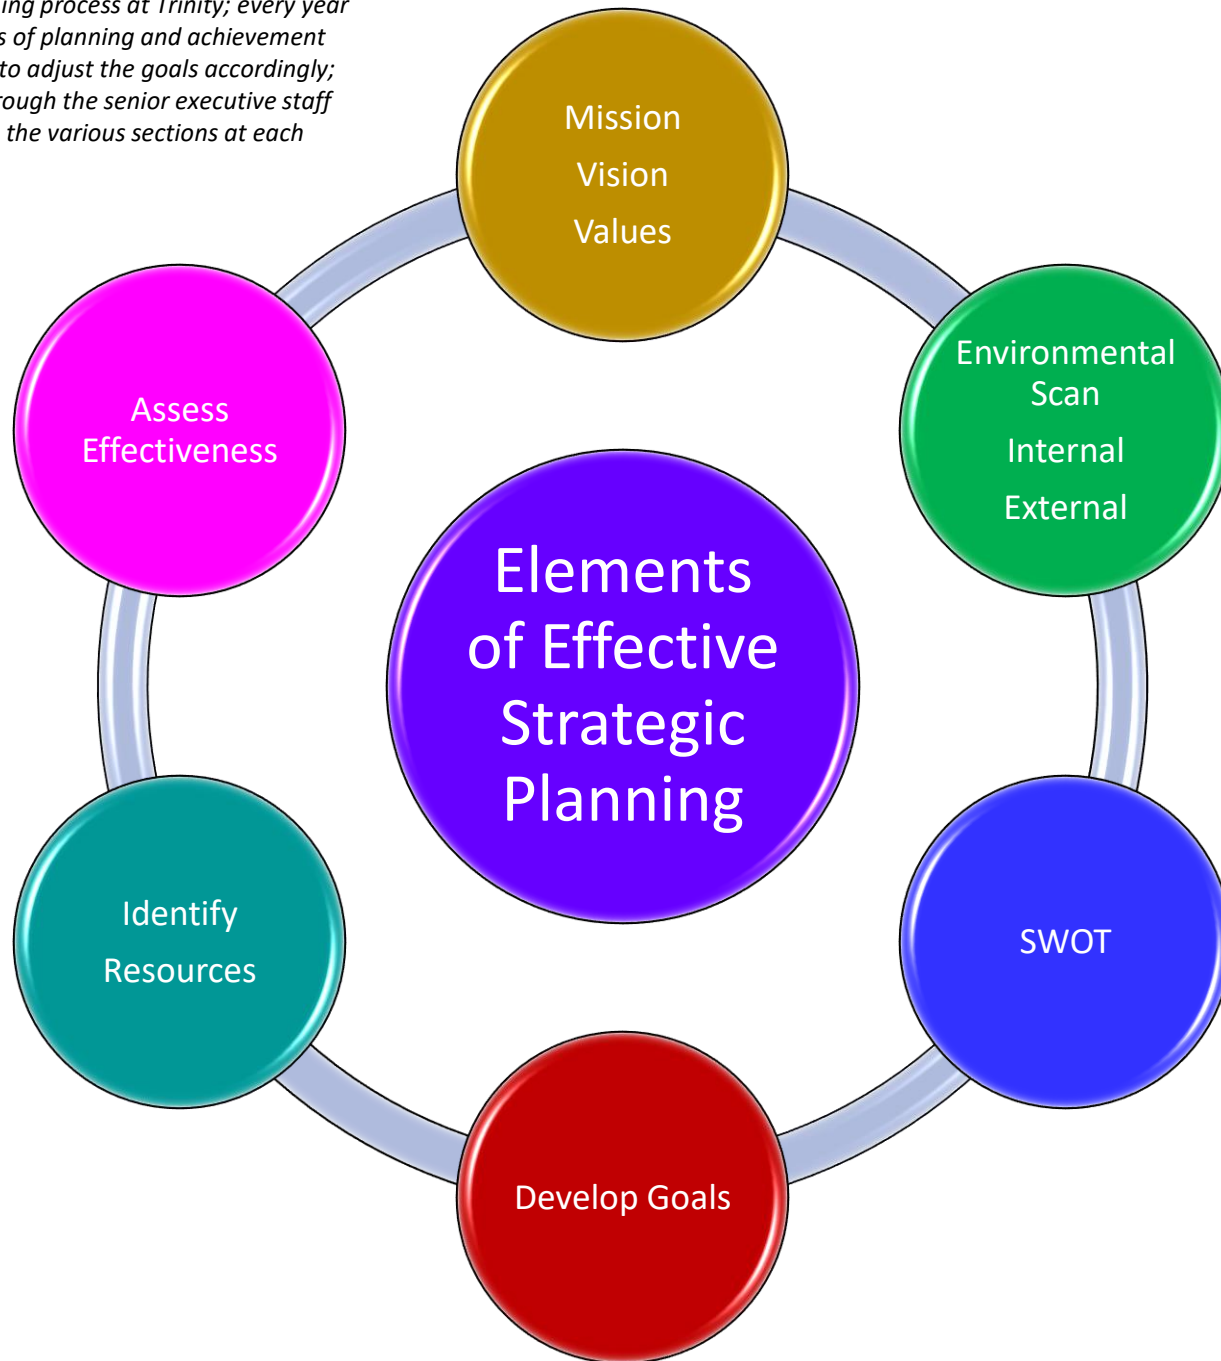 ing process at Trinity; every year
s of planning and achievement
to adjust the goals accordingly;
rough the senior executive staff
the various sections at each
Mission
Vision
Values
Environmental
Scan
Internal
External
SWOT
Develop Goals
Identify
Resources
Assess
Effectiveness
Elements
of Effective
Strategic
Planning